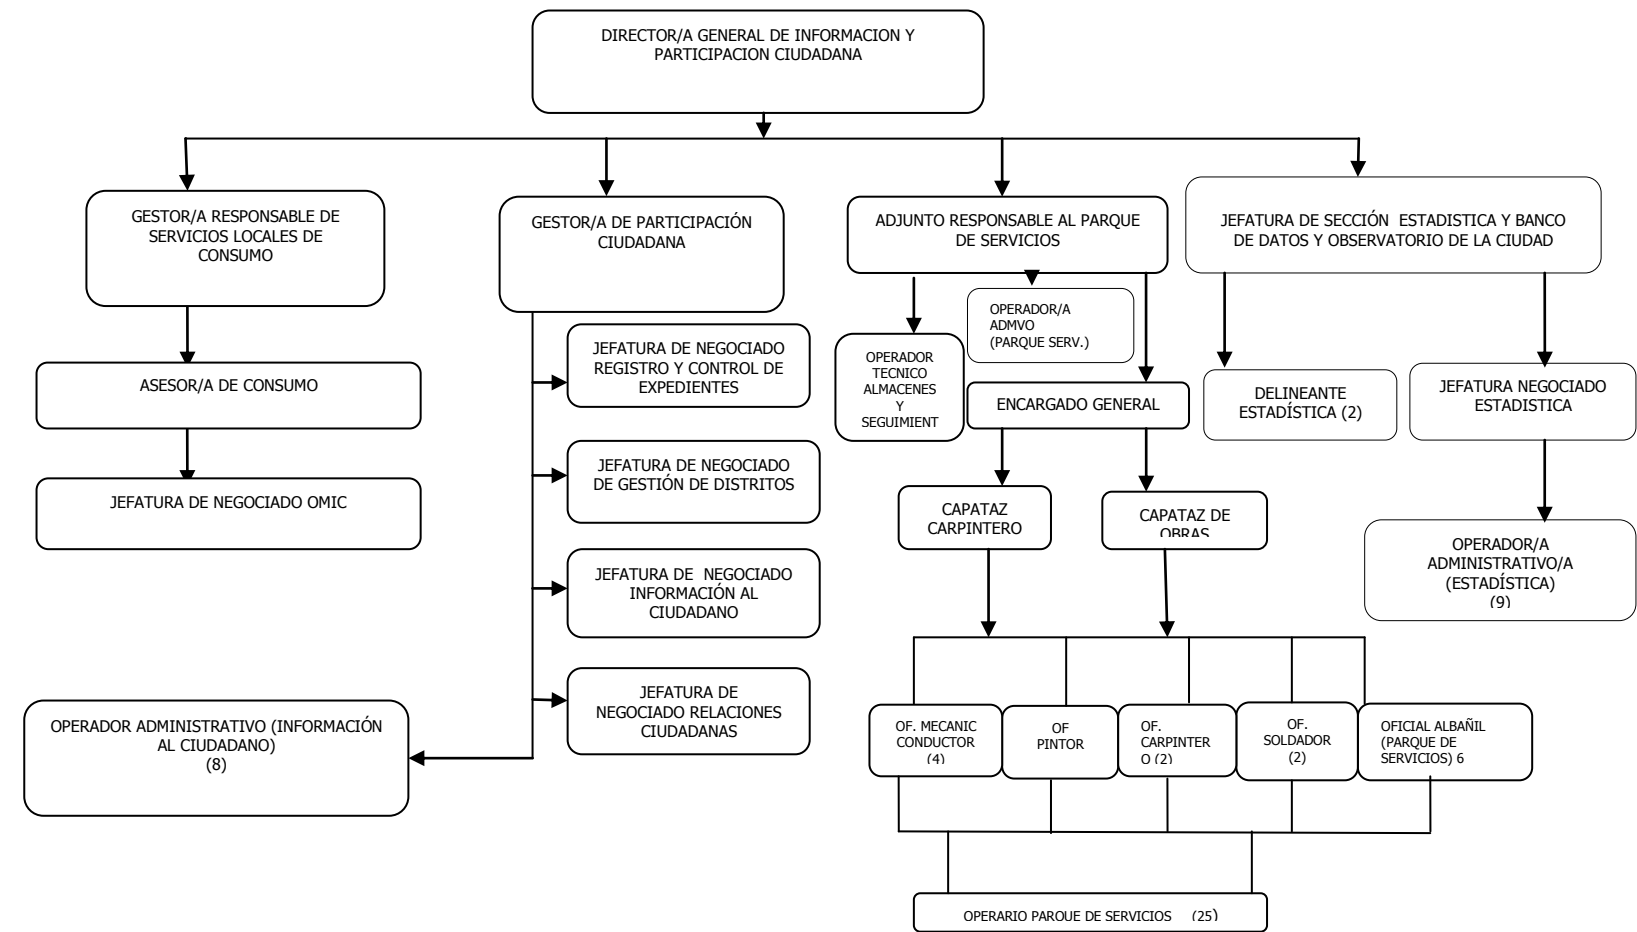 DIRECTOR/A GENERAL DE INFORMACION Y
PARTICIPACION CIUDADANA
GESTOR/A RESPONSABLE DE
SERVICIOS LOCALES DE
CONSUMO
GESTOR/A DE PARTICIPACIÓN
CIUDADANA
ADJUNTO RESPONSABLE AL PARQUE
DE SERVICIOS
JEFATURA DE SECCIÓN ESTADISTICA Y BANCO
DE DATOS Y OBSERVATORIO DE LA CIUDAD
ASESOR/A DE CONSUMO
JEFATURA DE NEGOCIADO OMIC
JEFATURA DE NEGOCIADO
REGISTRO Y CONTROL DE
EXPEDIENTES
JEFATURA DE NEGOCIADO
DE GESTIÓN DE DISTRITOS
JEFATURA DE NEGOCIADO
INFORMACIÓN AL
CIUDADANO
JEFATURA DE
NEGOCIADO RELACIONES
CIUDADANAS
OPERADOR ADMINISTRATIVO (INFORMACIÓN
AL CIUDADANO)
(8)
OPERADOR
TECNICO
ALMACENES
Y
SEGUIMIENT
OPERADOR/A
ADMVO
(PARQUE SERV.)
ENCARGADO GENERAL
CAPATAZ
CARPINTERO
CAPATAZ DE
OBRAS
DELINEANTE
ESTADÍSTICA (2)
JEFATURA NEGOCIADO
ESTADISTICA
OPERADOR/A
ADMINISTRATIVO/A
(ESTADÍSTICA)
(9)
OF. MECANIC
CONDUCTOR
(4)
OF
PINTOR
OF.
CARPINTER
O (2)
OF.
SOLDADOR
(2)
OFICIAL ALBAÑIL
(PARQUE DE
SERVICIOS) 6
OPERARIO PARQUE DE SERVICIOS (25)